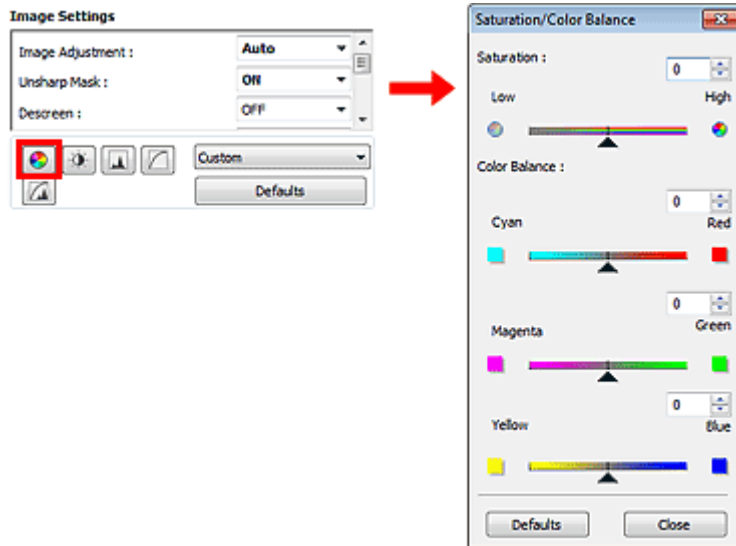 Image Settings
Image Adjustment : Auto
Unsharp Mask : ON
Descreen : OFF
Custom
Defaults
Saturation/Color Balance
Saturation :
0
Low High
Color Balance :
0
Cyan Red
0
Magenta Green
0
Yellow Blue
Defaults Close